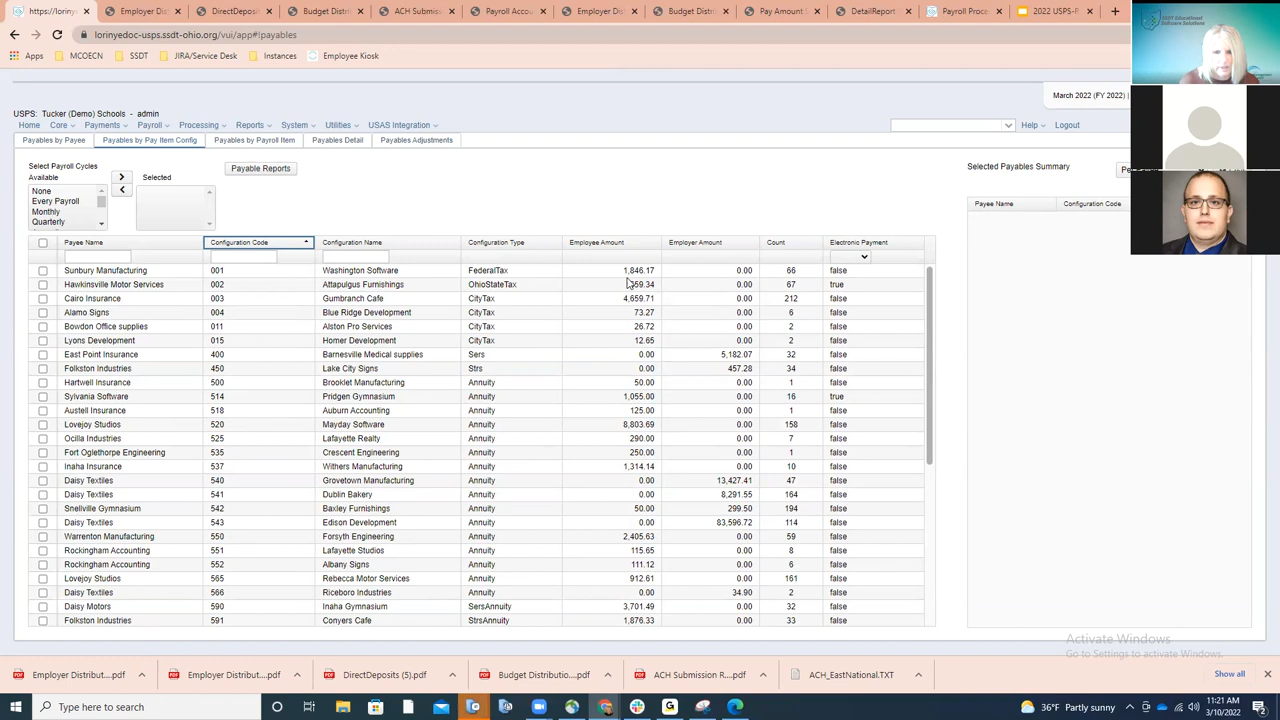 https://loriny
Employer Distri
DirectDeposits
Budget Distribu
ACH Submission
Employer Distri
Budget Distribu
Pay Amount S
DetailReport
Payroll Proce
2022 USPS-R
SSDT Educational
Software Solutions
Apps
MCOECN
SSDT
JIRA/Service Desk
Instances
Employee Kiosk
March 2022 (FY 2022)
USPS: Tucker (Demo) Schools - admin
Home Core Payments Payroll Processing Reports System Utilities USAS Integration Help Logout
Payables by Payee Payables by Pay Item Config Payables by Payroll Item Payables Detail Payables Adjustments
Select Payroll Cycles
Available Selected
Payable Reports
Selected Payables Summary
None
Every Payroll
Monthly
Quarterly
Payee Name Configuration Code
Payee Name Configuration Code Configuration Name Configuration Type Employee Amount Employer Amount Count Electronic Payment
Sunbury Manufacturing 001 Washington Software FederalTax 1,846.17 0.00 66 false
Hawkinsville Motor Services 002 Attapulgus Furnishings OhioStateTax 59.34 0.00 67 true
Cairo Insurance 003 Gumbranch Cafe CityTax 4,659.71 0.00 212 false
Alamo Signs 004 Blue Ridge Development CityTax 73.27 0.00 6 false
Bowdon Office supplies 011 Alston Pro Services CityTax 26.72 0.00 2 false
Lyons Development 015 Homer Development CityTax 12.65 0.00 2 false
East Point Insurance 400 Barnesville Medical supplies Sers 0.00 5,182.07 32 false
Folkston Industries 450 Lake City Signs Strs 0.00 457.28 34 false
Hartwell Insurance 500 Brooklet Manufacturing Annuity 50.00 0.00 1 false
Sylvania Software 514 Pridgen Gymnasium Annuity 1,055.00 0.00 16 true
Austell Insurance 518 Auburn Accounting Annuity 125.00 0.00 1 false
Lovejoy Studios 520 Mayday Software Annuity 8,803.69 0.00 158 false
Ocilla Industries 525 Lafayette Realty Annuity 290.00 0.00 7 false
Fort Oglethorpe Engineering 535 Crescent Engineering Annuity 250.00 0.00 1 false
Inaha Insurance 537 Withers Manufacturing Annuity 1,314.14 0.00 10 false
Daisy Textiles 540 Grovetown Manufacturing Annuity 0.00 13,427.41 47 false
Daisy Textiles 541 Dublin Bakery Annuity 0.00 8,291.55 164 false
Snellville Gymnasium 542 Baxley Furnishings Annuity 50.00 299.50 194 false
Daisy Textiles 543 Edison Development Annuity 0.00 83,596.72 114 false
Warrenton Manufacturing 550 Forsyth Engineering Annuity 2,405.63 0.00 59 false
Rockingham Accounting 551 Lafayette Studios Annuity 115.65 0.00 8 false
Rockingham Accounting 552 Albany Signs Annuity 111.12 0.00 6 false
Lovejoy Studios 565 Rebecca Motor Services Annuity 912.61 0.00 161 false
Daisy Textiles 566 Riceboro Industries Annuity 0.00 34.90 2 false
Daisy Motors 590 Inaha Gymnasium SersAnnuity 3,701.49 0.00 32 false
Folkston Industries 591 Conyers Cafe StrsAnnuity 1,876.33 0.00 33 false
Activate Windows
Go to Settings to activate Windows.
Employer Distribut....pdf
Employer Distribut....pdf
DirectDeposits (5).pdf
ACH Submission R....pdf
ACH_EastNational.TXT
Show all
Type here to search
36°F Partly sunny
11:21 AM
3/10/2022